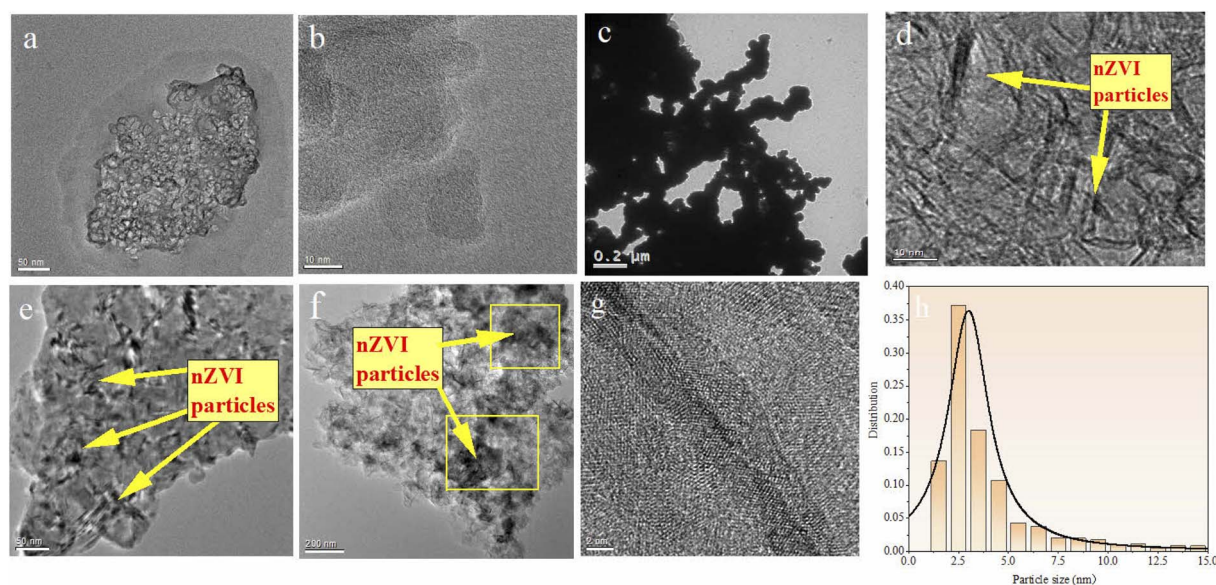 a
50 nm
b
10 nm
c
0.2 μm
d
nZVI
particles
10 nm
e
nZVI
particles
50 nm
f
nZVI
particles
200 nm
g
2 nm
h
0.40
0.35
0.30
0.25
0.20
0.15
0.10
0.05
0.00
Distribution
0.0
2.5
5.0
7.5
10.0
12.5
15.0
Particle size (nm)